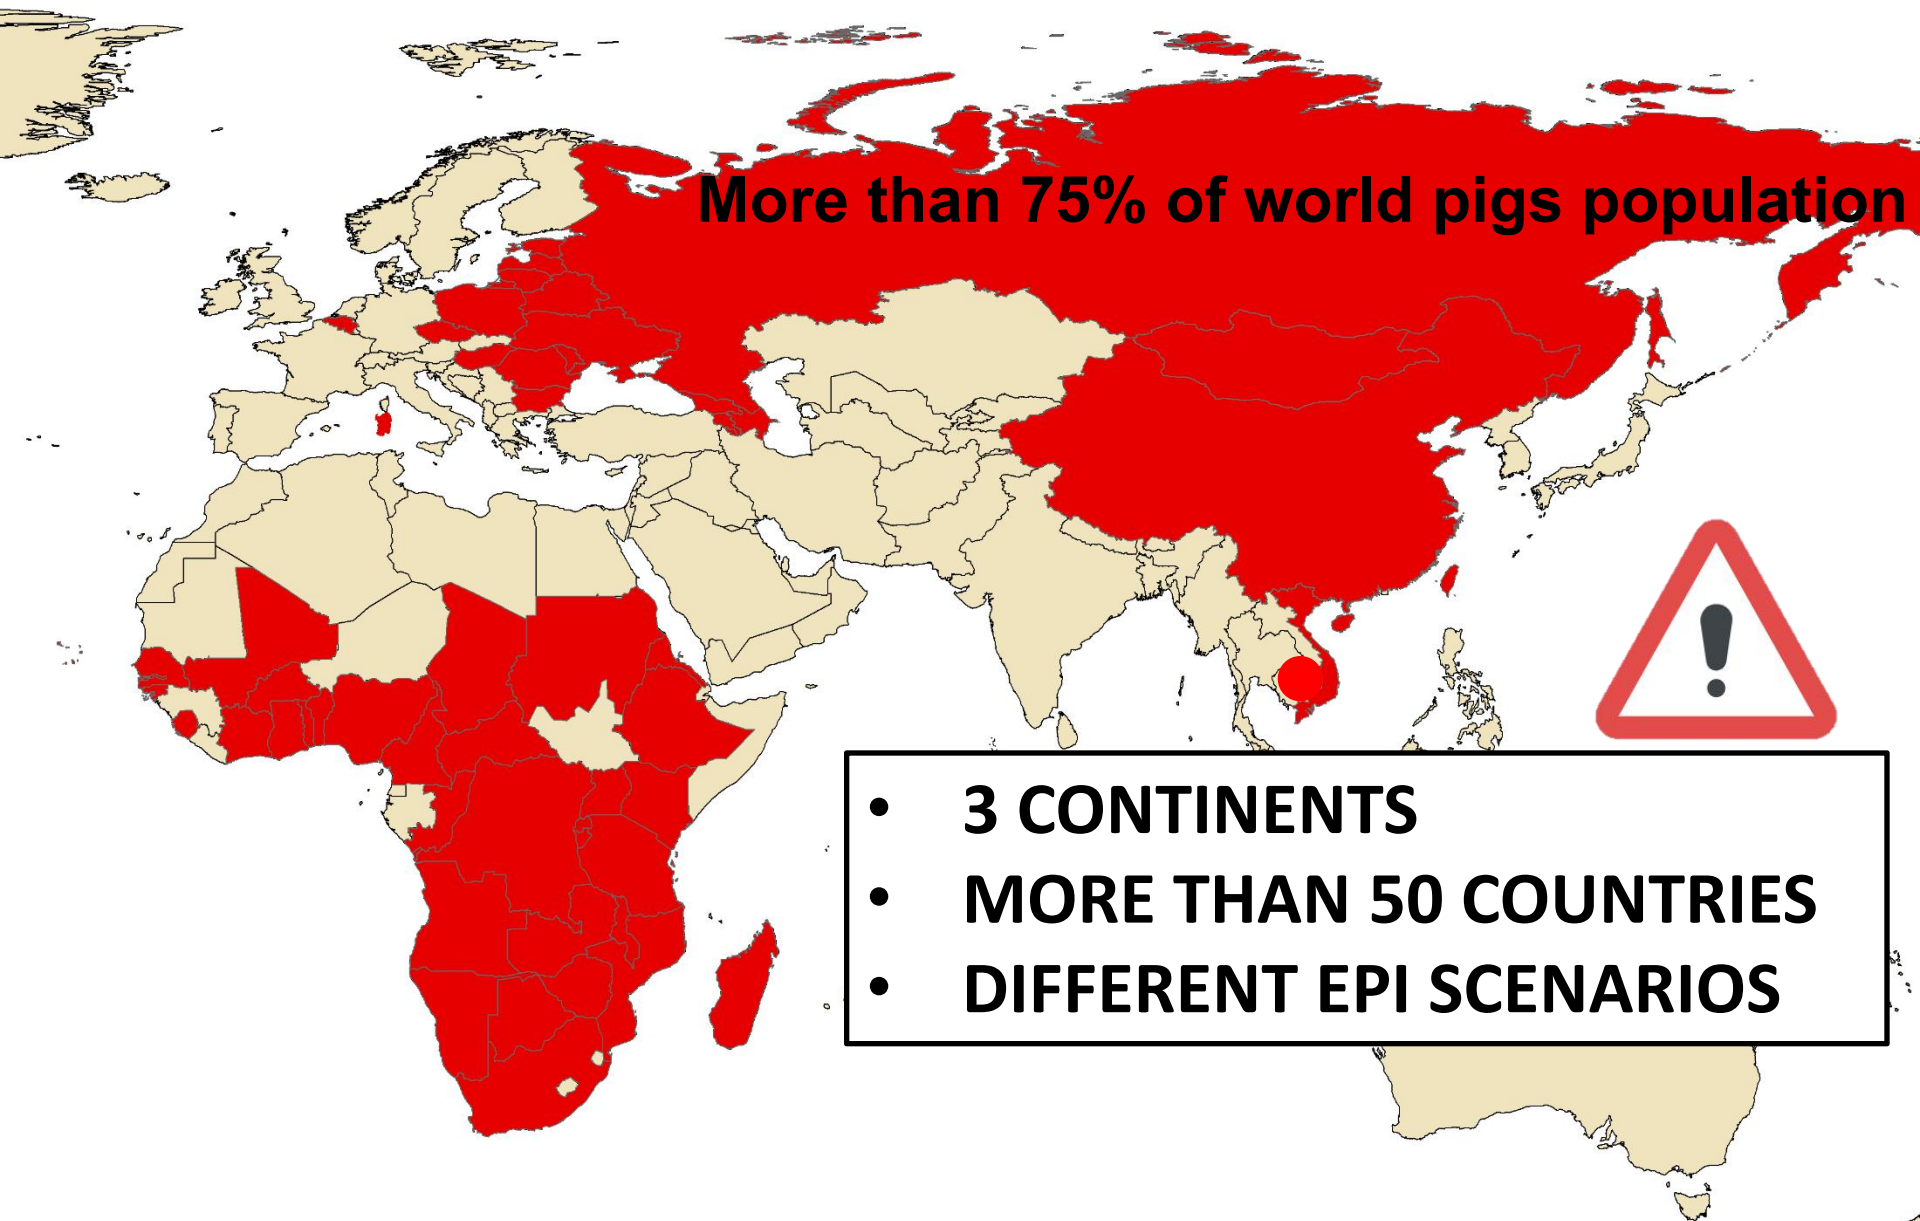 More than 75% of world pigs population
• 3 CONTINENTS
• MORE THAN 50 COUNTRIES
• DIFFERENT EPI SCENARIOS